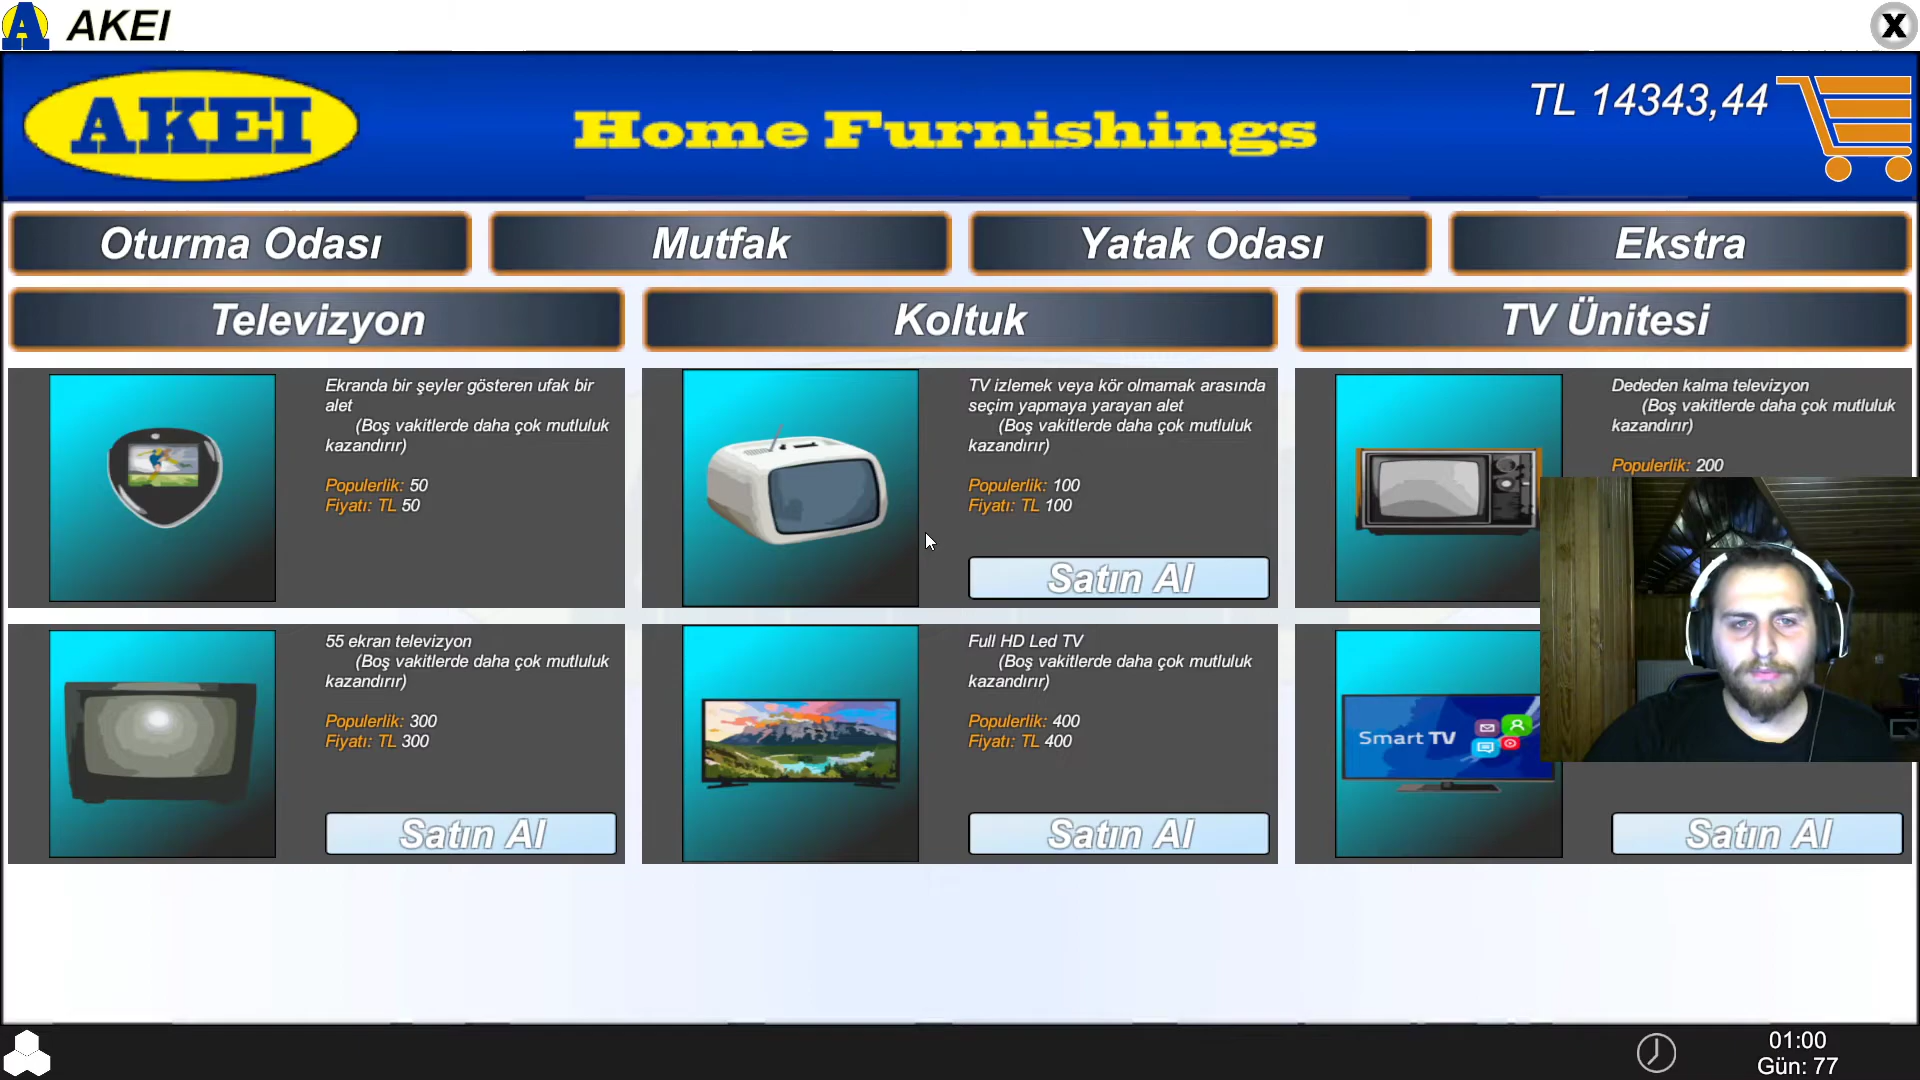 AKEI
AKEI
Home Furnishings
TL 14343,44
Oturma Odası
Mutfak
Yatak Odası
Ekstra
Televizyon
Koltuk
TV Ünitesi
Ekranda bir şeyler gösteren ufak bir
alet
(Boş vakitlerde daha çok mutluluk
kazandırır)
Populerlik: 50
Fiyatı: TL 50
TV izlemek veya kör olmamak arasında
seçim yapmaya yarayan alet
(Boş vakitlerde daha çok mutluluk
kazandırır)
Populerlik: 100
Fiyatı: TL 100
Satın Al
Dededen kalma televizyon
(Boş vakitlerde daha çok mutluluk
kazandırır)
Populerlik: 200
55 ekran televizyon
(Boş vakitlerde daha çok mutluluk
kazandırır)
Populerlik: 300
Fiyatı: TL 300
Satın Al
Full HD Led TV
(Boş vakitlerde daha çok mutluluk
kazandırır)
Populerlik: 400
Fiyatı: TL 400
Satın Al
Smart TV
Satın Al
01:00
Gün: 77